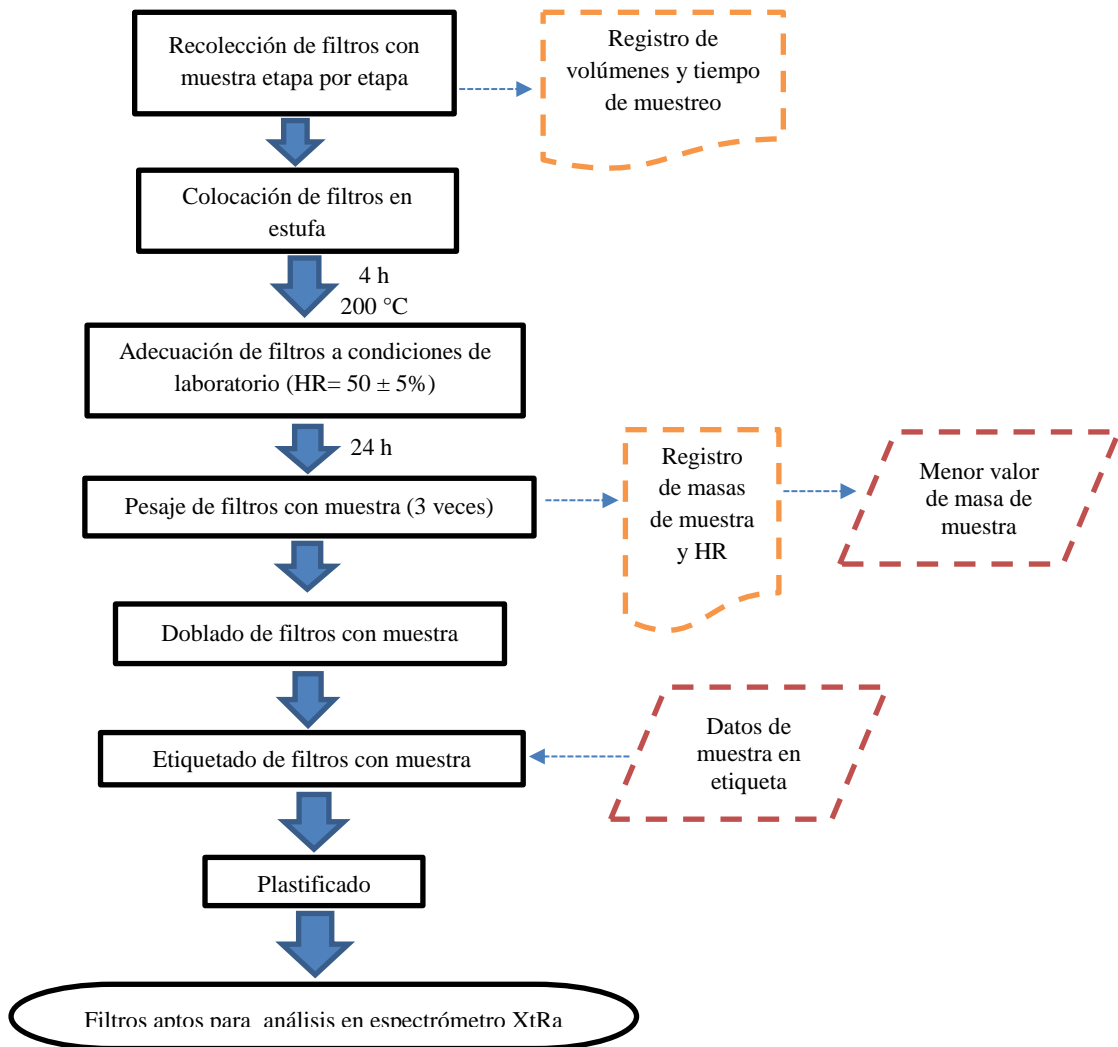 Recolección de filtros con
muestra etapa por etapa
Registro de
volúmenes y tiempo
de muestreo
Colocación de filtros en
estufa
4 h
200 °C
Adecuación de filtros a condiciones de
laboratorio (HR= 50 ± 5%)
24 h
Pesaje de filtros con muestra (3 veces)
Registro
de masas
de muestra
y HR
Menor valor
de masa de
muestra
Doblado de filtros con muestra
Etiquetado de filtros con muestra
Datos de
muestra en
etiqueta
Plastificado
Filtros aptos para análisis en espectrómetro XtRa